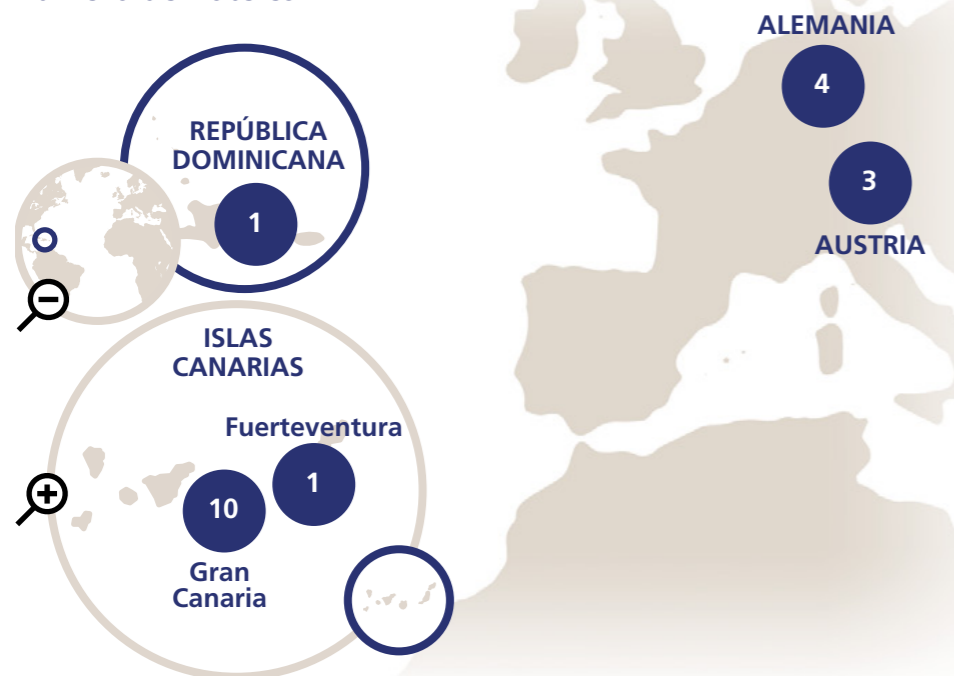 ALEMANIA
4
REPÚBLICA
DOMINICANA
1
3
AUSTRIA
ISLAS
CANARIAS
Fuerteventura
1
10
Gran
Canaria